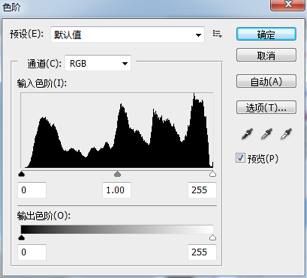 色阶
预设(E): 默认值
确定
取消
通道(C): RGB
自动(A)
输入色阶(I):
选项(T)...
预览(P)
0 1.00 255
输出色阶(O):
0 255